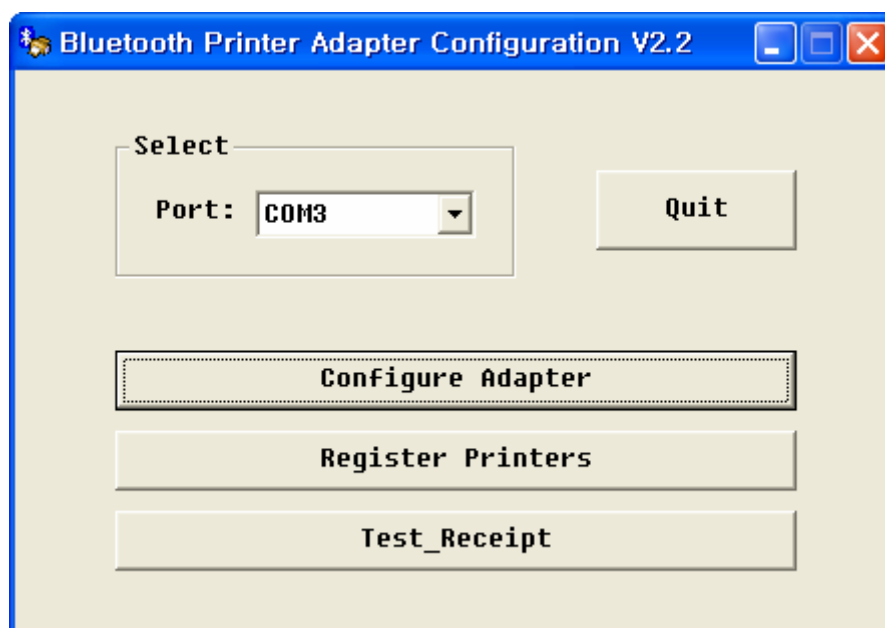 Bluetooth Printer Adapter Configuration V2.2
Select
Port: COM3
Quit
Configure Adapter
Register Printers
Test_Receipt